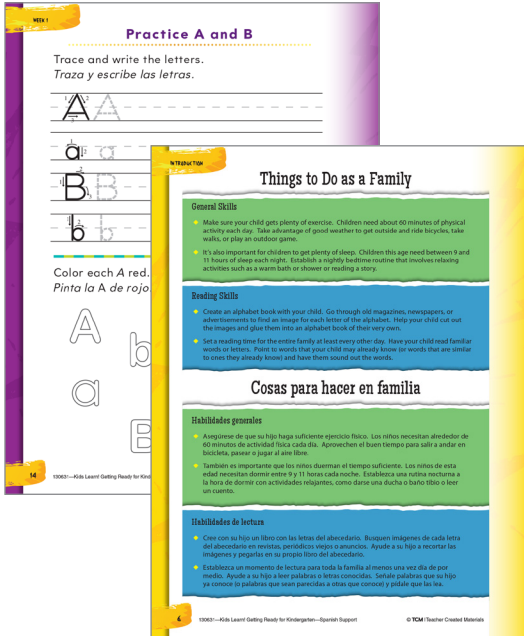 WEEK 1
Practice A and B
Trace and write the letters.
Traza y escribe las letras.
A A
a a
B B
b b
Color each A red.
Pinta la A de rojo.
A
b
a
B
14
130631—Kids Learn! Getting Ready for Kind
INTRODUCTION
Things to Do as a Family
General Skills
Make sure your child gets plenty of exercise. Children need about 60 minutes of physical
activity each day. Take advantage of good weather to get outside and ride bicycles, take
walks, or play an outdoor game.
It's also important for children to get plenty of sleep. Children this age need between 9 and
11 hours of sleep each night. Establish a nightly bedtime routine that involves relaxing
activities such as a warm bath or shower or reading a story.
Reading Skills
Create an alphabet book with your child. Go through old magazines, newspapers, or
advertisements to find an image for each letter of the alphabet. Help your child cut out
the images and glue them into an alphabet book of their very own.
Set a reading time for the entire family at least every other day. Have your child read familiar
words or letters. Point to words that your child may already know (or words that are similar
to ones they already know) and have them sound out the words.
Cosas para hacer en familia
Habilidades generales
Asegúrese de que su hijo haga suficiente ejercicio físico. Los niños necesitan alrededor de
60 minutos de actividad física cada día. Aprovechen el buen tiempo para salir a andar en
bicicleta, pasear o jugar al aire libre.
También es importante que los niños duerman el tiempo suficiente. Los niños de esta
edad necesitan dormir entre 9 y 11 horas cada noche. Establezca una rutina nocturna a
la hora de dormir con actividades relajantes, como darse una ducha o baño tibio o leer
un cuento.
Habilidades de lectura
Cree con su hijo un libro con las letras del abecedario. Busquen imágenes de cada letra
del abecedario en revistas, periódicos viejos o anuncios. Ayude a su hijo a recortar las
imágenes y pegarlas en su propio libro del abecedario.
Establezca un momento de lectura para toda la familia al menos una vez día de por
medio. Ayude a su hijo a leer palabras o letras conocidas. Señale palabras que su hijo
ya conoce (o palabras que sean parecidas a otras que conoce) y pídale que las lea.
6
130631—Kids Learn! Getting Ready for Kindergarten—Spanish Support
© TCM | Teacher Created Materials